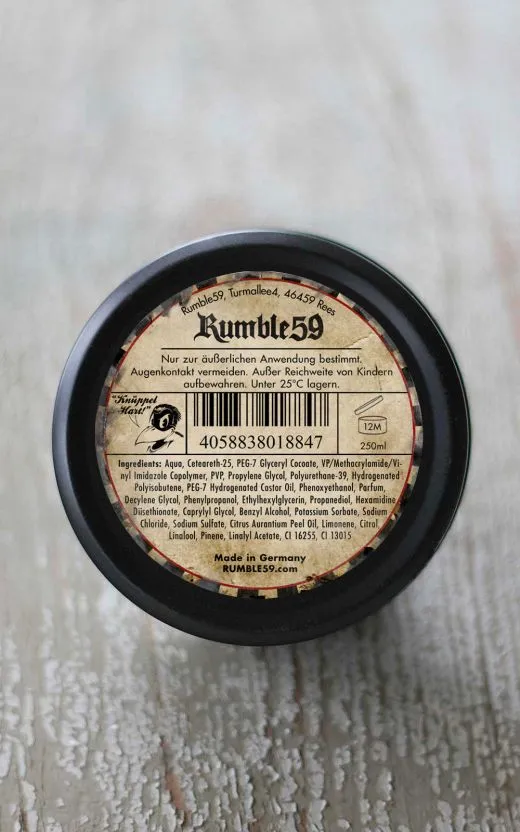 Rumble59, Turmallee4, 46459 Rees
Rumble59
Nur zur äußerlichen Anwendung bestimmt.
Augenkontakt vermeiden. Außer Reichweite von Kindern
aufbewahren. Unter 25°C lagern.
"Knüppel
Hart!"
4058838018847
12M
250ml
Ingredients: Aqua, Ceteareth-25, PEG-7 Glyceryl Cocoate, VP/Methacrylamide/Vi-
nyl Imidazole Copolymer, PVP, Propylene Glycol, Polyurethane-39, Hydrogenated
Polyisobutene, PEG-7 Hydrogenated Castor Oil, Phenoxyethanol, Parfum,
Decylene Glycol, Phenylpropanol, Ethylhexylglycerin, Propanediol, Hexamidine
Diisethionate, Caprylyl Glycol, Benzyl Alcohol, Potassium Sorbate, Sodium
Chloride, Sodium Sulfate, Citrus Aurantium Peel Oil, Limonene, Citral,
Linalool, Pinene, Linalyl Acetate, CI 16255, CI 13015
Made in Germany
RUMBLE59.com